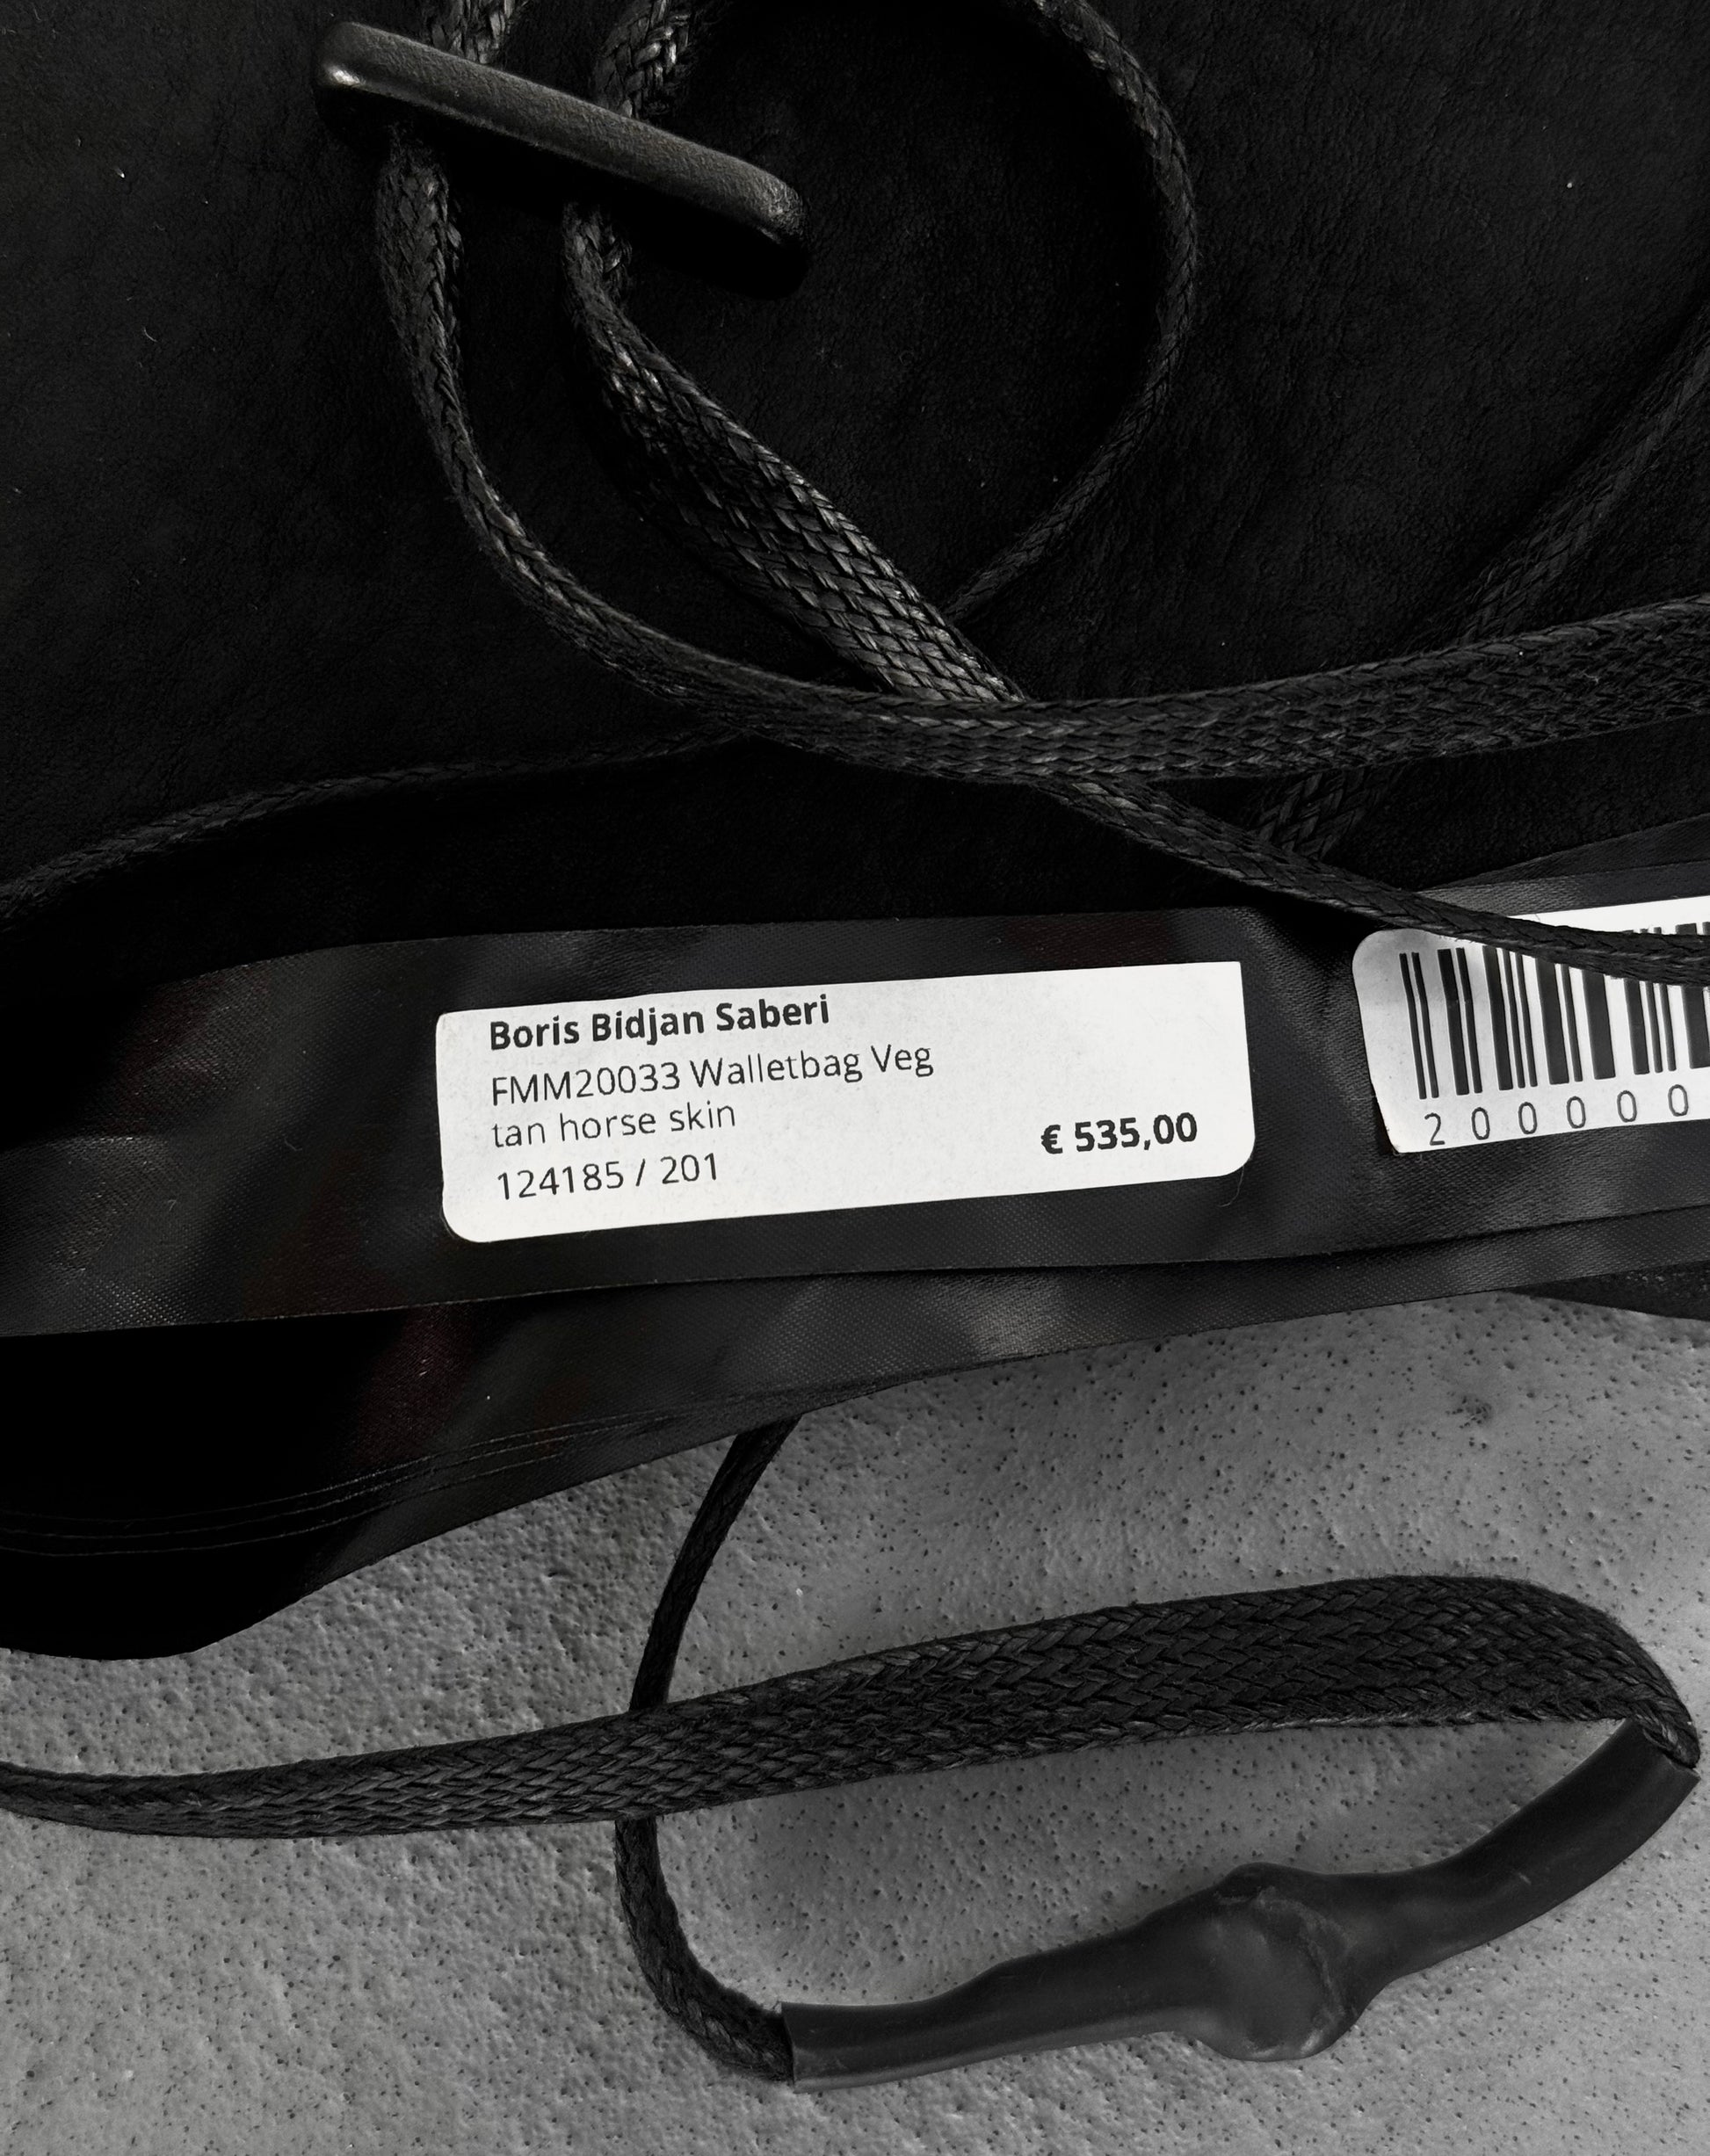 Boris Bidjan Saberi
FMM20033 Walletbag Veg
tan horse skin
124185 / 201
€ 535,00
200000